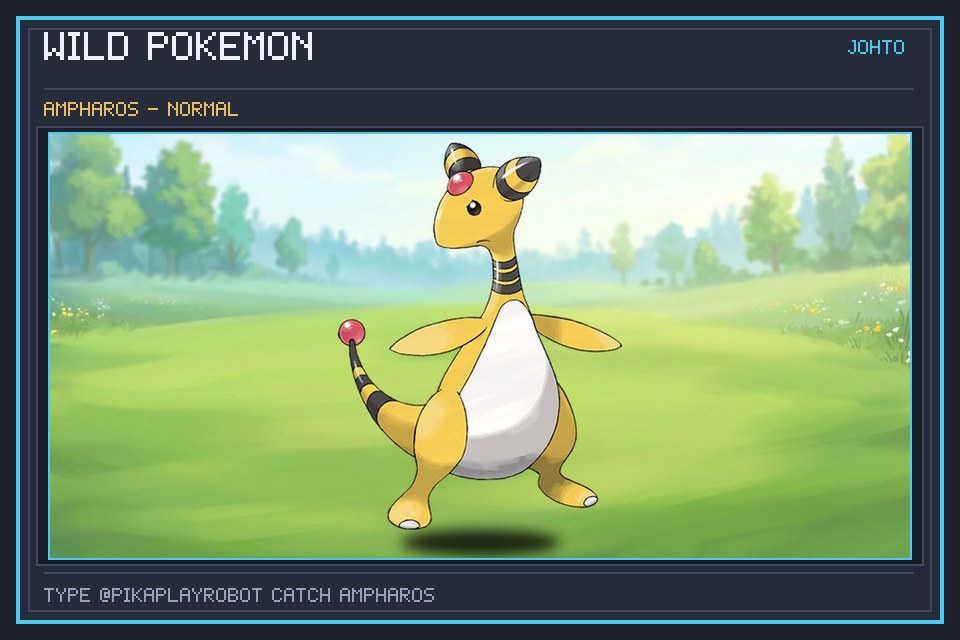 WILD POKEMON
JOHTO
AMPHAROS - NORMAL
TYPE @PIKAPLAYROBOT CATCH AMPHAROS